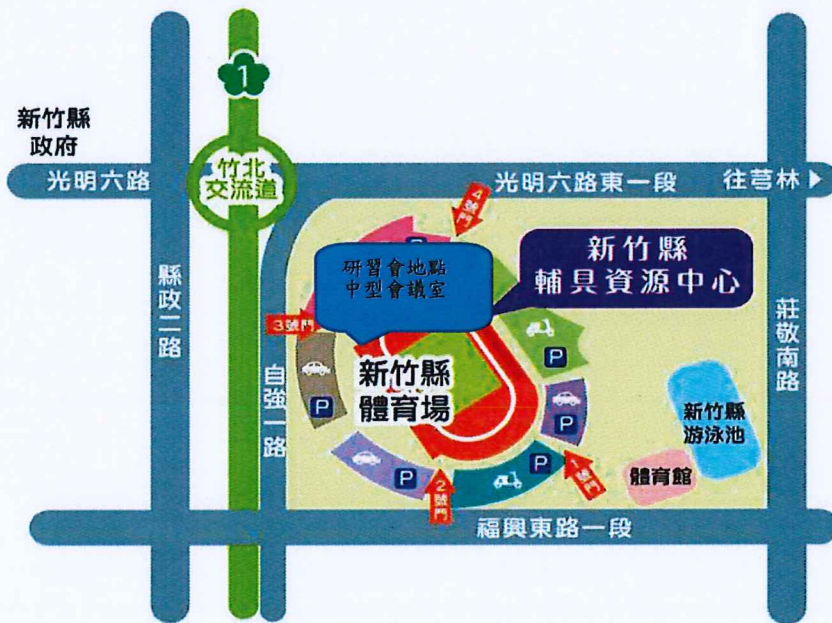 1
新竹縣
政府
光明六路
竹北
交流道
光明六路東一段
往芎林
4號門
研習會地點
中型會議室
新竹縣
輔具資源中心
縣政二路
3號門
P
自強一路
新竹縣
體育場
P
P
P
莊敬南路
新竹縣
游泳池
體育館
P
P
2號門
1號門
福興東路一段